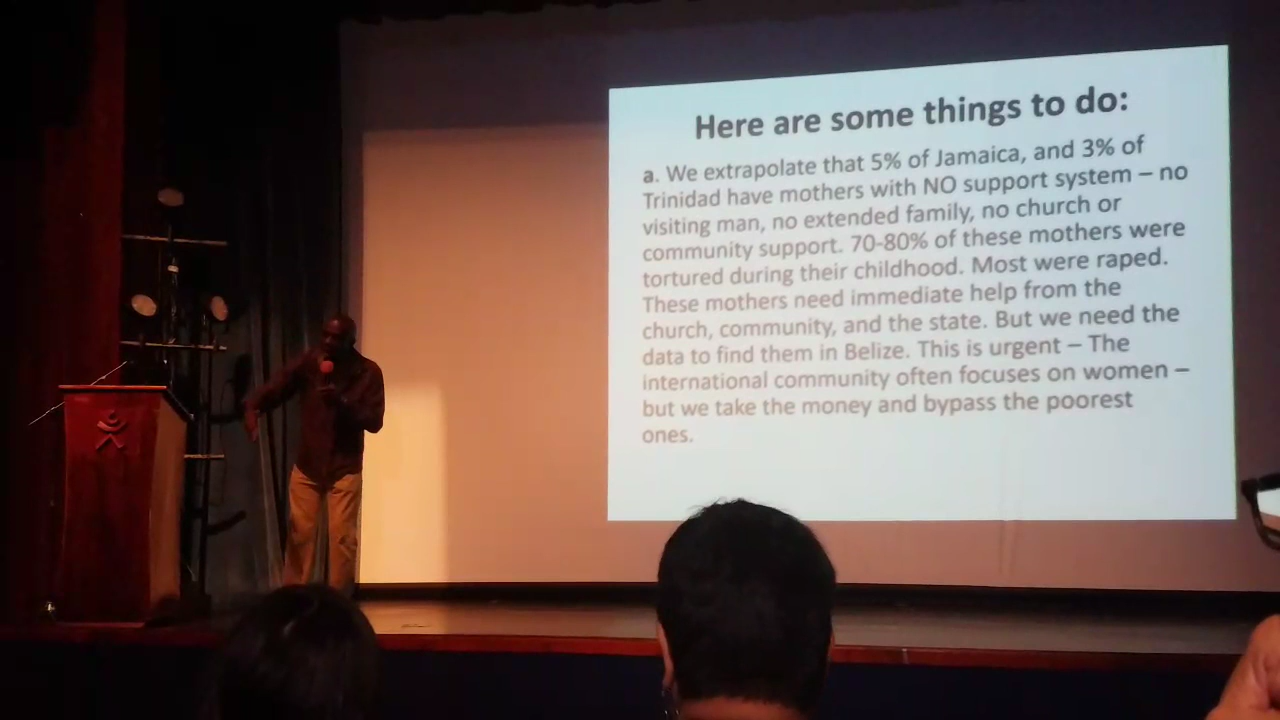 Here are some things to do:
a. We extrapolate that 5% of Jamaica, and 3% of
Trinidad have mothers with NO support system – no
visiting man, no extended family, no church or
community support. 70-80% of these mothers were
tortured during their childhood. Most were raped.
These mothers need immediate help from the
church, community, and the state. But we need the
data to find them in Belize. This is urgent – The
international community often focuses on women –
but we take the money and bypass the poorest
ones.